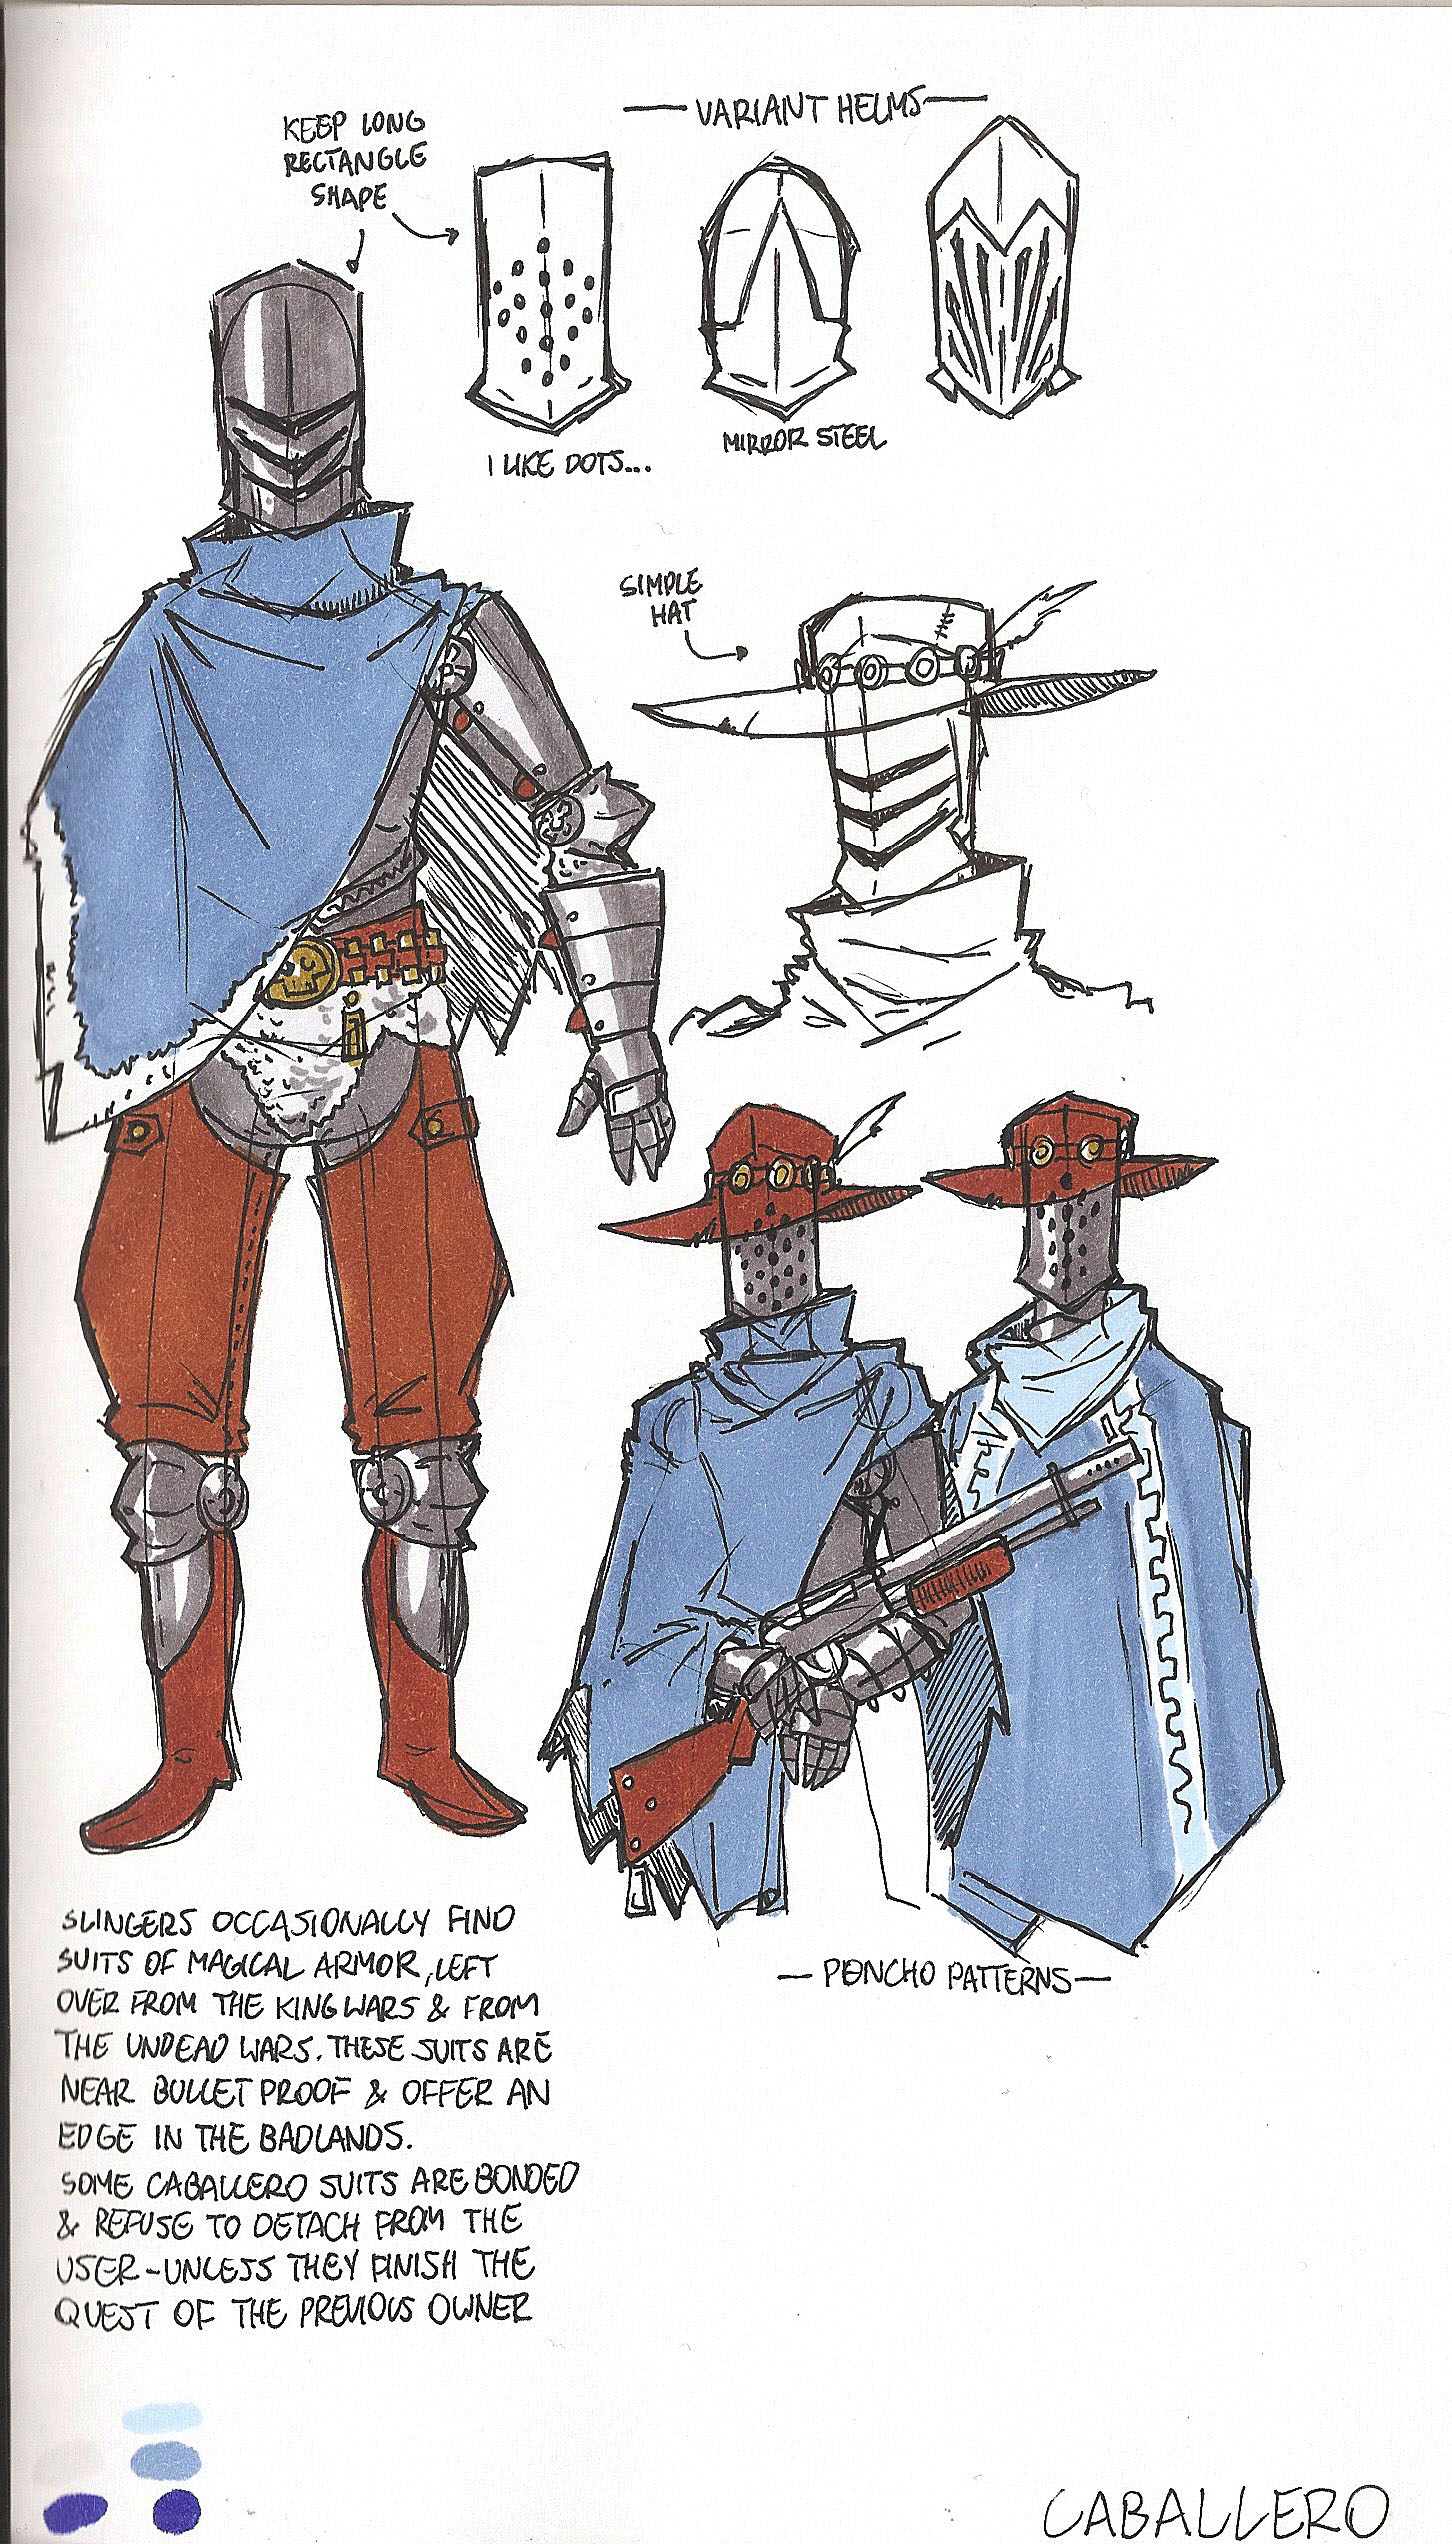 — VARIANT HELMS —
KEEP LONG
RECTANGLE
SHAPE
I LIKE DOTS...
MIRROR STEEL
SIMPLE
HAT
— PONCHO PATTERNS —
SLINGERS OCCASIONALLY FIND
SUITS OF MAGICAL ARMOR, LEFT
OVER FROM THE KING WARS & FROM
THE UNDEAD WARS. THESE SUITS ARE
NEAR BULLET PROOF & OFFER AN
EDGE IN THE BADLANDS.
SOME CABALLERO SUITS ARE BONDED
& REFUSE TO DETACH FROM THE
USER - UNLESS THEY FINISH THE
QUEST OF THE PREVIOUS OWNER
CABALLERO